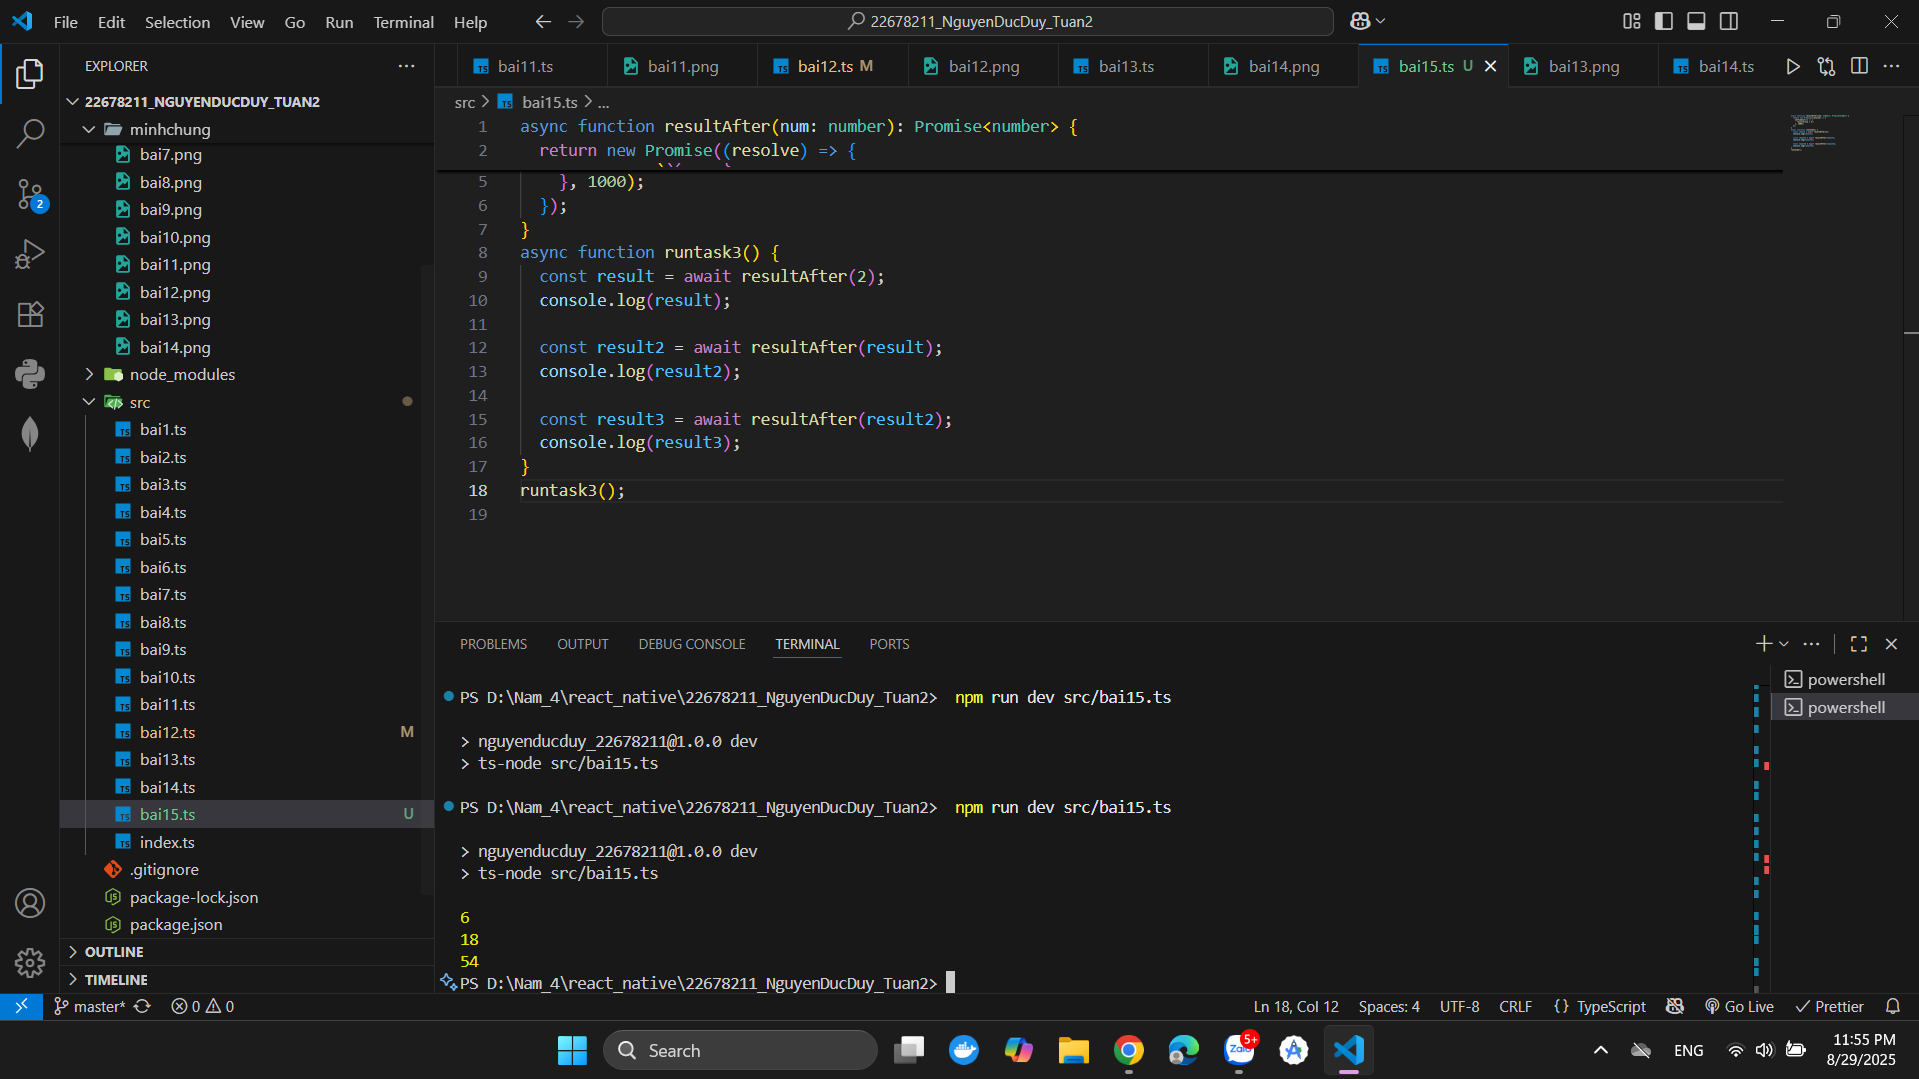 File Edit Selection View Go Run Terminal Help
22678211_NguyenDucDuy_Tuan2
EXPLORER
22678211_NGUYENDUCDUY_TUAN2
minhchung
bai7.png
bai8.png
bai9.png
bai10.png
bai11.png
bai12.png
bai13.png
bai14.png
node_modules
src
bai1.ts
bai2.ts
bai3.ts
bai4.ts
bai5.ts
bai6.ts
bai7.ts
bai8.ts
bai9.ts
bai10.ts
bai11.ts
bai12.ts M
bai13.ts
bai14.ts
bai15.ts U
index.ts
.gitignore
package-lock.json
package.json
OUTLINE
TIMELINE
2
bai11.ts bai11.png bai12.ts M bai12.png bai13.ts bai14.png bai15.ts U bai13.png bai14.ts
src > bai15.ts > ...
1 async function resultAfter(num: number): Promise<number> {
2 return new Promise((resolve) => {
5 }, 1000);
6 });
7 }
8 async function runtask3() {
9 const result = await resultAfter(2);
10 console.log(result);
11
12 const result2 = await resultAfter(result);
13 console.log(result2);
14
15 const result3 = await resultAfter(result2);
16 console.log(result3);
17 }
18 runtask3();
19
PROBLEMS OUTPUT DEBUG CONSOLE TERMINAL PORTS
PS D:\Nam_4\react_native\22678211_NguyenDucDuy_Tuan2> npm run dev src/bai15.ts
> nguyenducduy_22678211@1.0.0 dev
> ts-node src/bai15.ts
PS D:\Nam_4\react_native\22678211_NguyenDucDuy_Tuan2> npm run dev src/bai15.ts
> nguyenducduy_22678211@1.0.0 dev
> ts-node src/bai15.ts
6
18
54
PS D:\Nam_4\react_native\22678211_NguyenDucDuy_Tuan2>
powershell
powershell
master* 0 0
Ln 18, Col 12 Spaces: 4 UTF-8 CRLF {} TypeScript Go Live Prettier
Search
Zalo
5+
ENG
11:55 PM
8/29/2025